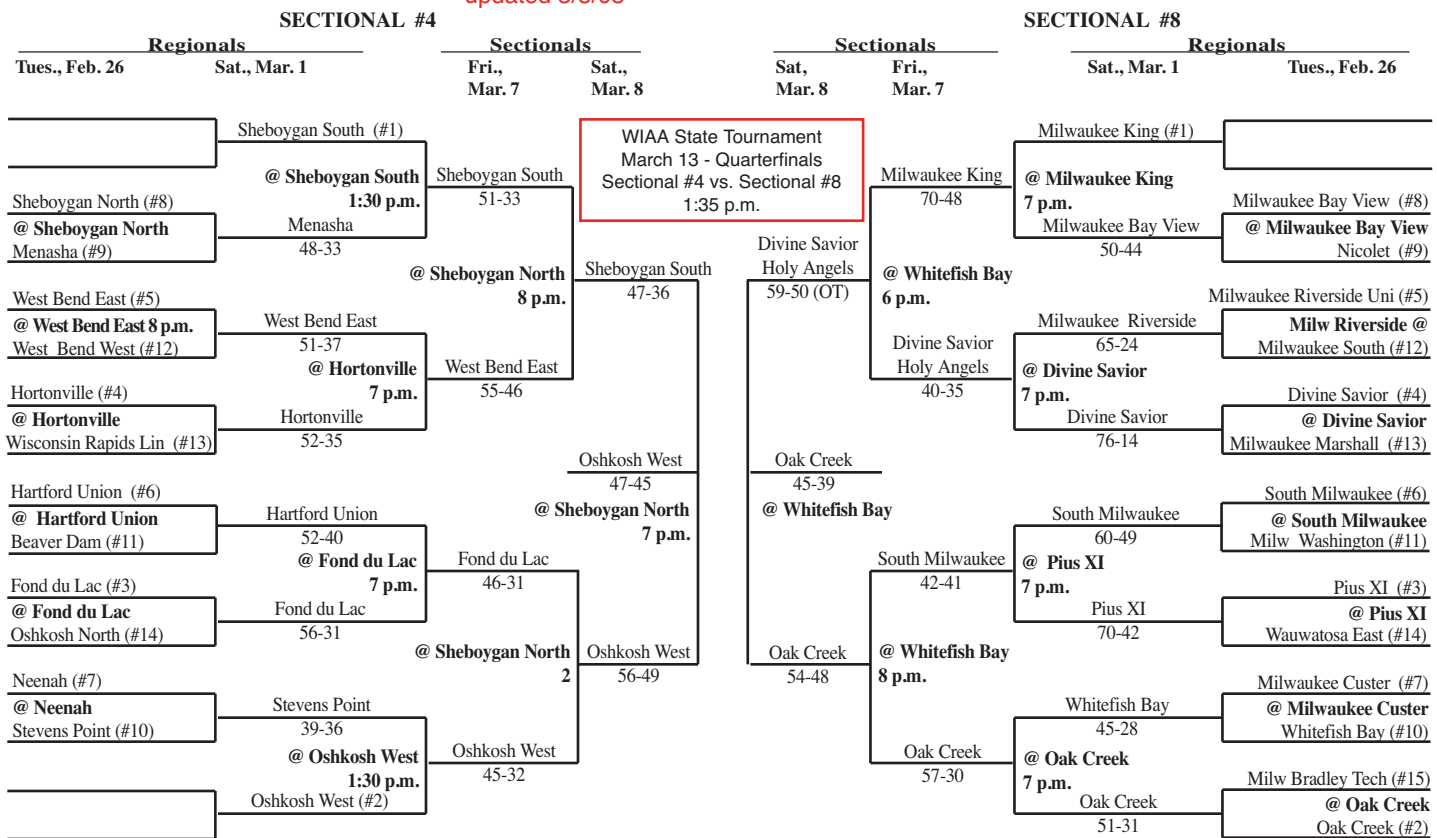 updated 3/8/08
SECTIONAL #4
Regionals
Sectionals
Tues., Feb. 26
Sat., Mar. 1
Fri.,
Mar. 7
Sat.,
Mar. 8
Sheboygan South (#1)
@ Sheboygan South
1:30 p.m.
Sheboygan South
51-33
Sheboygan North (#8)
@ Sheboygan North
Menasha (#9)
Menasha
48-33
@ Sheboygan North
8 p.m.
Sheboygan South
47-36
West Bend East (#5)
@ West Bend East 8 p.m.
West Bend West (#12)
West Bend East
51-37
@ Hortonville
7 p.m.
West Bend East
55-46
Hortonville (#4)
@ Hortonville
Wisconsin Rapids Lin (#13)
Hortonville
52-35
Oshkosh West
47-45
@ Sheboygan North
7 p.m.
Hartford Union (#6)
@ Hartford Union
Beaver Dam (#11)
Hartford Union
52-40
@ Fond du Lac
7 p.m.
Fond du Lac
46-31
Fond du Lac (#3)
@ Fond du Lac
Oshkosh North (#14)
Fond du Lac
56-31
@ Sheboygan North
2
Oshkosh West
56-49
Neenah (#7)
@ Neenah
Stevens Point (#10)
Stevens Point
39-36
@ Oshkosh West
1:30 p.m.
Oshkosh West
45-32
Oshkosh West (#2)
WIAA State Tournament
March 13 - Quarterfinals
Sectional #4 vs. Sectional #8
1:35 p.m.
SECTIONAL #8
Sectionals
Regionals
Sat,
Mar. 8
Fri.,
Mar. 7
Sat., Mar. 1
Tues., Feb. 26
Milwaukee King (#1)
Milwaukee King
70-48
@ Milwaukee King
7 p.m.
Milwaukee Bay View (#8)
@ Milwaukee Bay View
Nicolet (#9)
Milwaukee Bay View
50-44
Divine Savior
Holy Angels
59-50 (OT)
@ Whitefish Bay
6 p.m.
Milwaukee Riverside Uni (#5)
Milw Riverside @
Milwaukee South (#12)
Milwaukee Riverside
65-24
Divine Savior
Holy Angels
40-35
@ Divine Savior
7 p.m.
Divine Savior (#4)
@ Divine Savior
Milwaukee Marshall (#13)
Divine Savior
76-14
Oak Creek
45-39
@ Whitefish Bay
South Milwaukee (#6)
@ South Milwaukee
Milw Washington (#11)
South Milwaukee
60-49
South Milwaukee
42-41
@ Pius XI
7 p.m.
Pius XI (#3)
@ Pius XI
Wauwatosa East (#14)
Pius XI
70-42
Oak Creek
54-48
@ Whitefish Bay
8 p.m.
Milwaukee Custer (#7)
@ Milwaukee Custer
Whitefish Bay (#10)
Whitefish Bay
45-28
Oak Creek
57-30
@ Oak Creek
7 p.m.
Milw Bradley Tech (#15)
@ Oak Creek
Oak Creek (#2)
Oak Creek
51-31